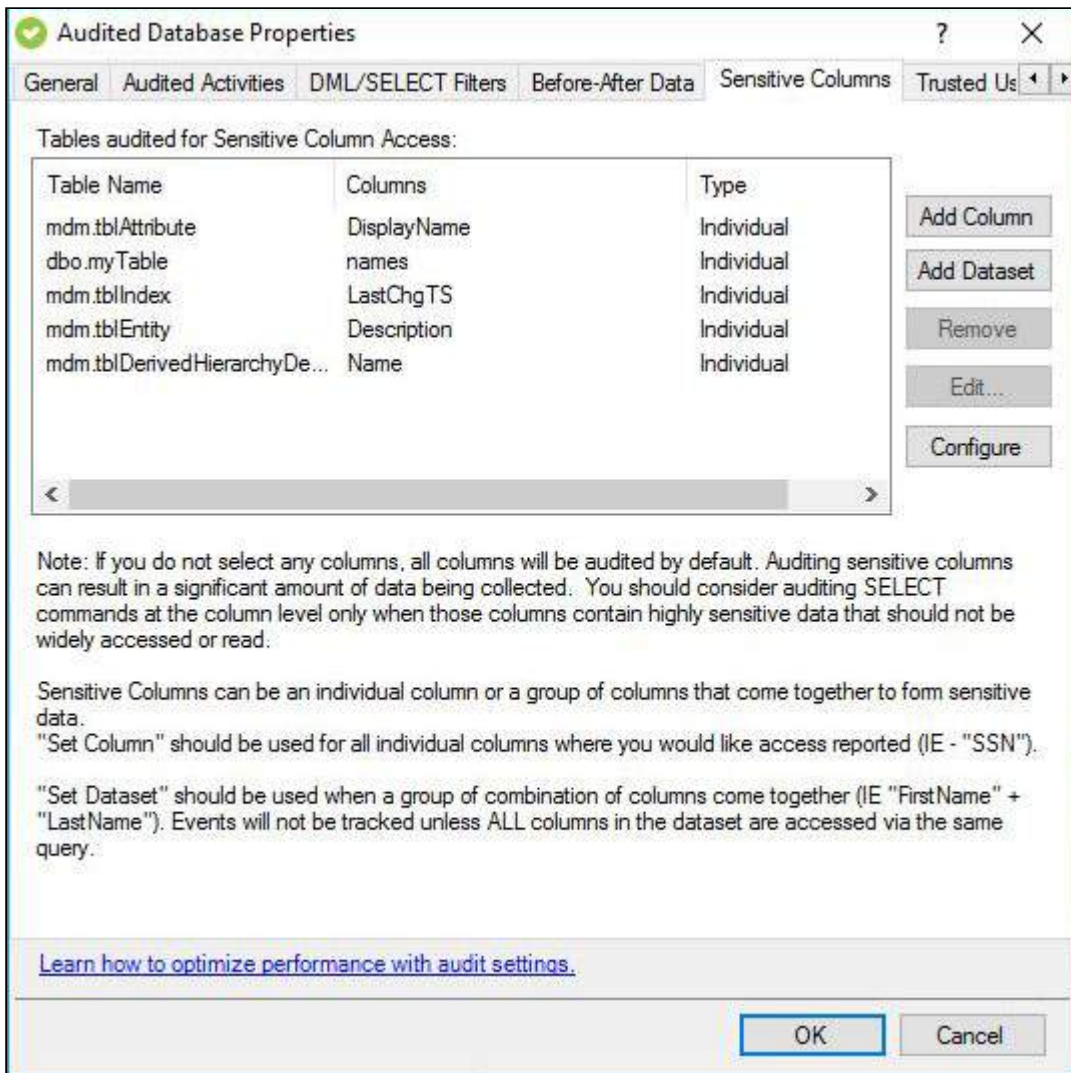 Audited Database Properties ?
General Audited Activities DML/SELECT Filters Before-After Data Sensitive Columns Trusted Us
Tables audited for Sensitive Column Access:
Table Name Columns Type
mdm.tblAttribute DisplayName Individual
dbo.myTable names Individual
mdm.tblIndex LastChgTS Individual
mdm.tblEntity Description Individual
mdm.tblDerivedHierarchyDe... Name Individual
Add Column
Add Dataset
Remove
Edit...
Configure
Note: If you do not select any columns, all columns will be audited by default. Auditing sensitive columns
can result in a significant amount of data being collected. You should consider auditing SELECT
commands at the column level only when those columns contain highly sensitive data that should not be
widely accessed or read.
Sensitive Columns can be an individual column or a group of columns that come together to form sensitive
data.
"Set Column" should be used for all individual columns where you would like access reported (IE - "SSN").
"Set Dataset" should be used when a group of combination of columns come together (IE "FirstName" +
"LastName"). Events will not be tracked unless ALL columns in the dataset are accessed via the same
query.
Learn how to optimize performance with audit settings.
OK Cancel